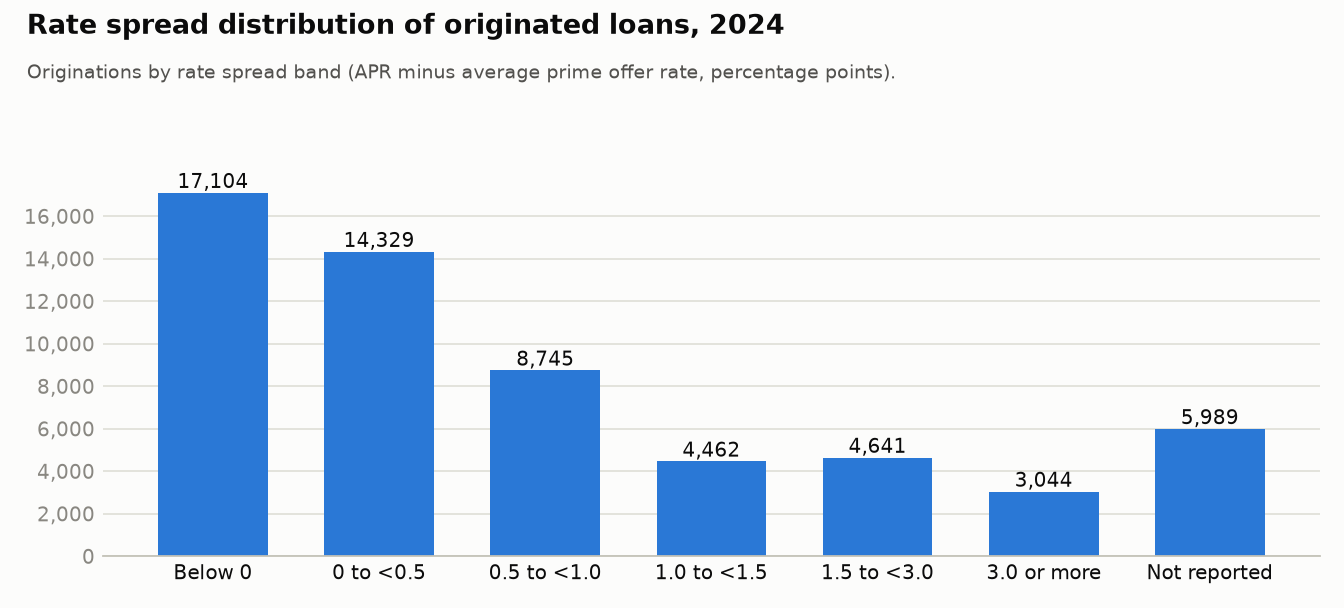 Rate spread distribution of originated loans, 2024
Originations by rate spread band (APR minus average prime offer rate, percentage points).
17,104
16,000
14,329
14,000
12,000
10,000
8,745
8,000
5,989
6,000
4,462
4,641
4,000
3,044
2,000
0
Below 0
0 to <0.5
0.5 to <1.0
1.0 to <1.5
1.5 to <3.0
3.0 or more
Not reported